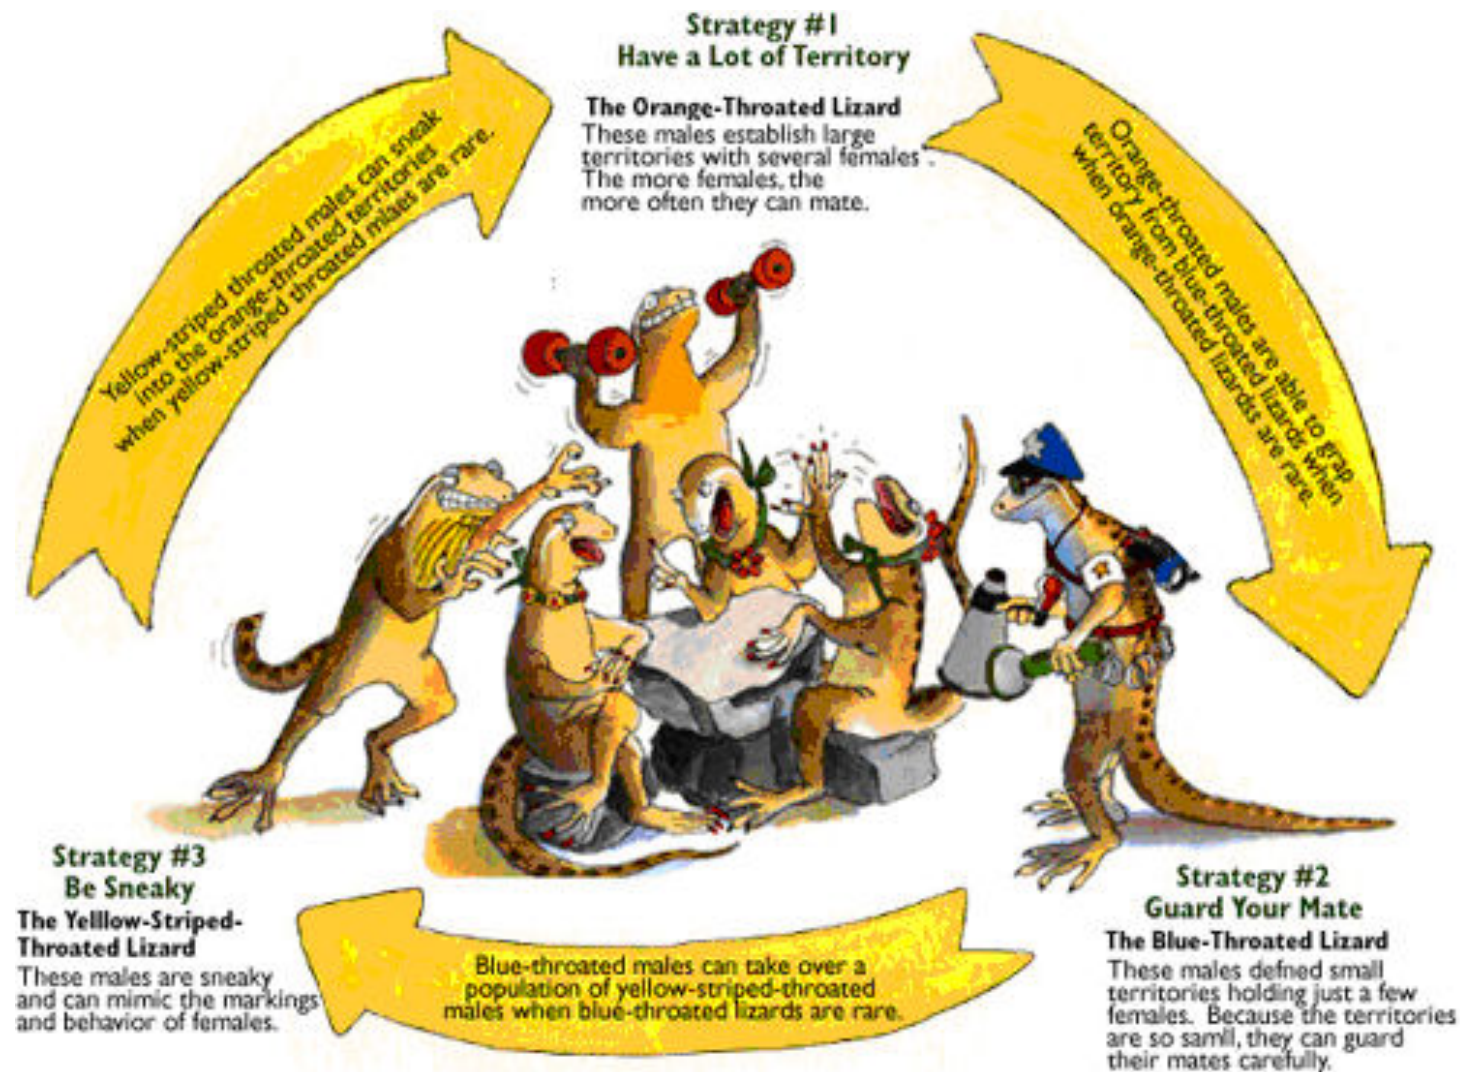 Strategy #1
Have a Lot of Territory
The Orange-Throated Lizard
These males establish large
territories with several females .
The more females, the
more often they can mate.
Yellow-striped throated males can sneak
into the orange-throated territories
when yellow-striped throated mlaes are rare.
Orange-throated males are able to grap
territory from blue-throated lizards when
when orange-throated lizardss are rare.
Strategy #3
Be Sneaky
The Yelllow-Striped-
Throated Lizard
These males are sneaky
and can mimic the markings
and behavior of females.
Blue-throated males can take over a
population of yellow-striped-throated
males when blue-throated lizards are rare.
Strategy #2
Guard Your Mate
The Blue-Throated Lizard
These males defned small
territories holding just a few
females. Because the territories
are so samll, they can guard
their mates carefully.